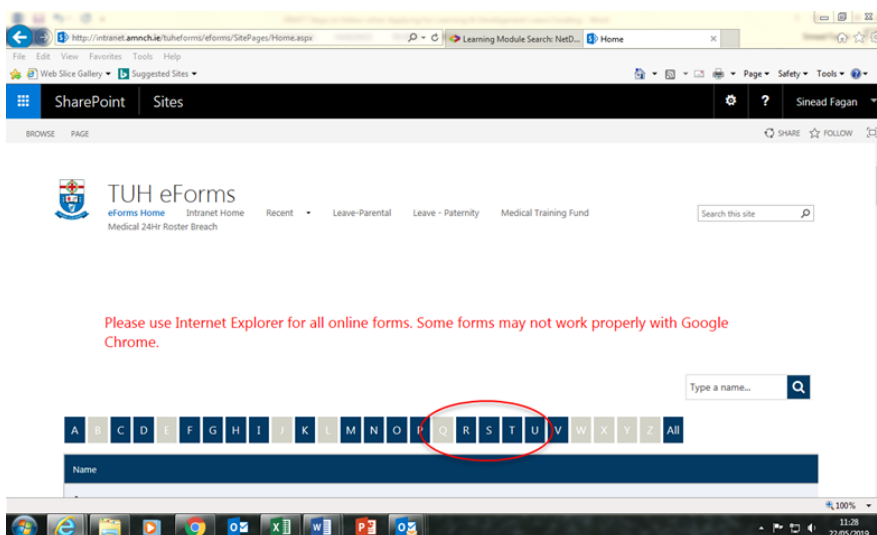 http://intranet.amnch.ie/tuheforms/eforms/SitePages/Home.aspx
Learning Module Search: NetD...
Home
File Edit View Favorites Tools Help
Web Slice Gallery Suggested Sites
Page Safety Tools
SharePoint Sites
? Sinead Fagan
BROWSE PAGE
SHARE FOLLOW
TUH eForms
eForms Home Intranet Home Recent Leave-Parental Leave - Paternity Medical Training Fund
Search this site
Medical 24Hr Roster Breach
Please use Internet Explorer for all online forms. Some forms may not work properly with Google
Chrome.
Type a name...
A B C D E F G H I J K L M N O P Q R S T U V W X Y Z All
Name
100%
11:28
22/05/2019